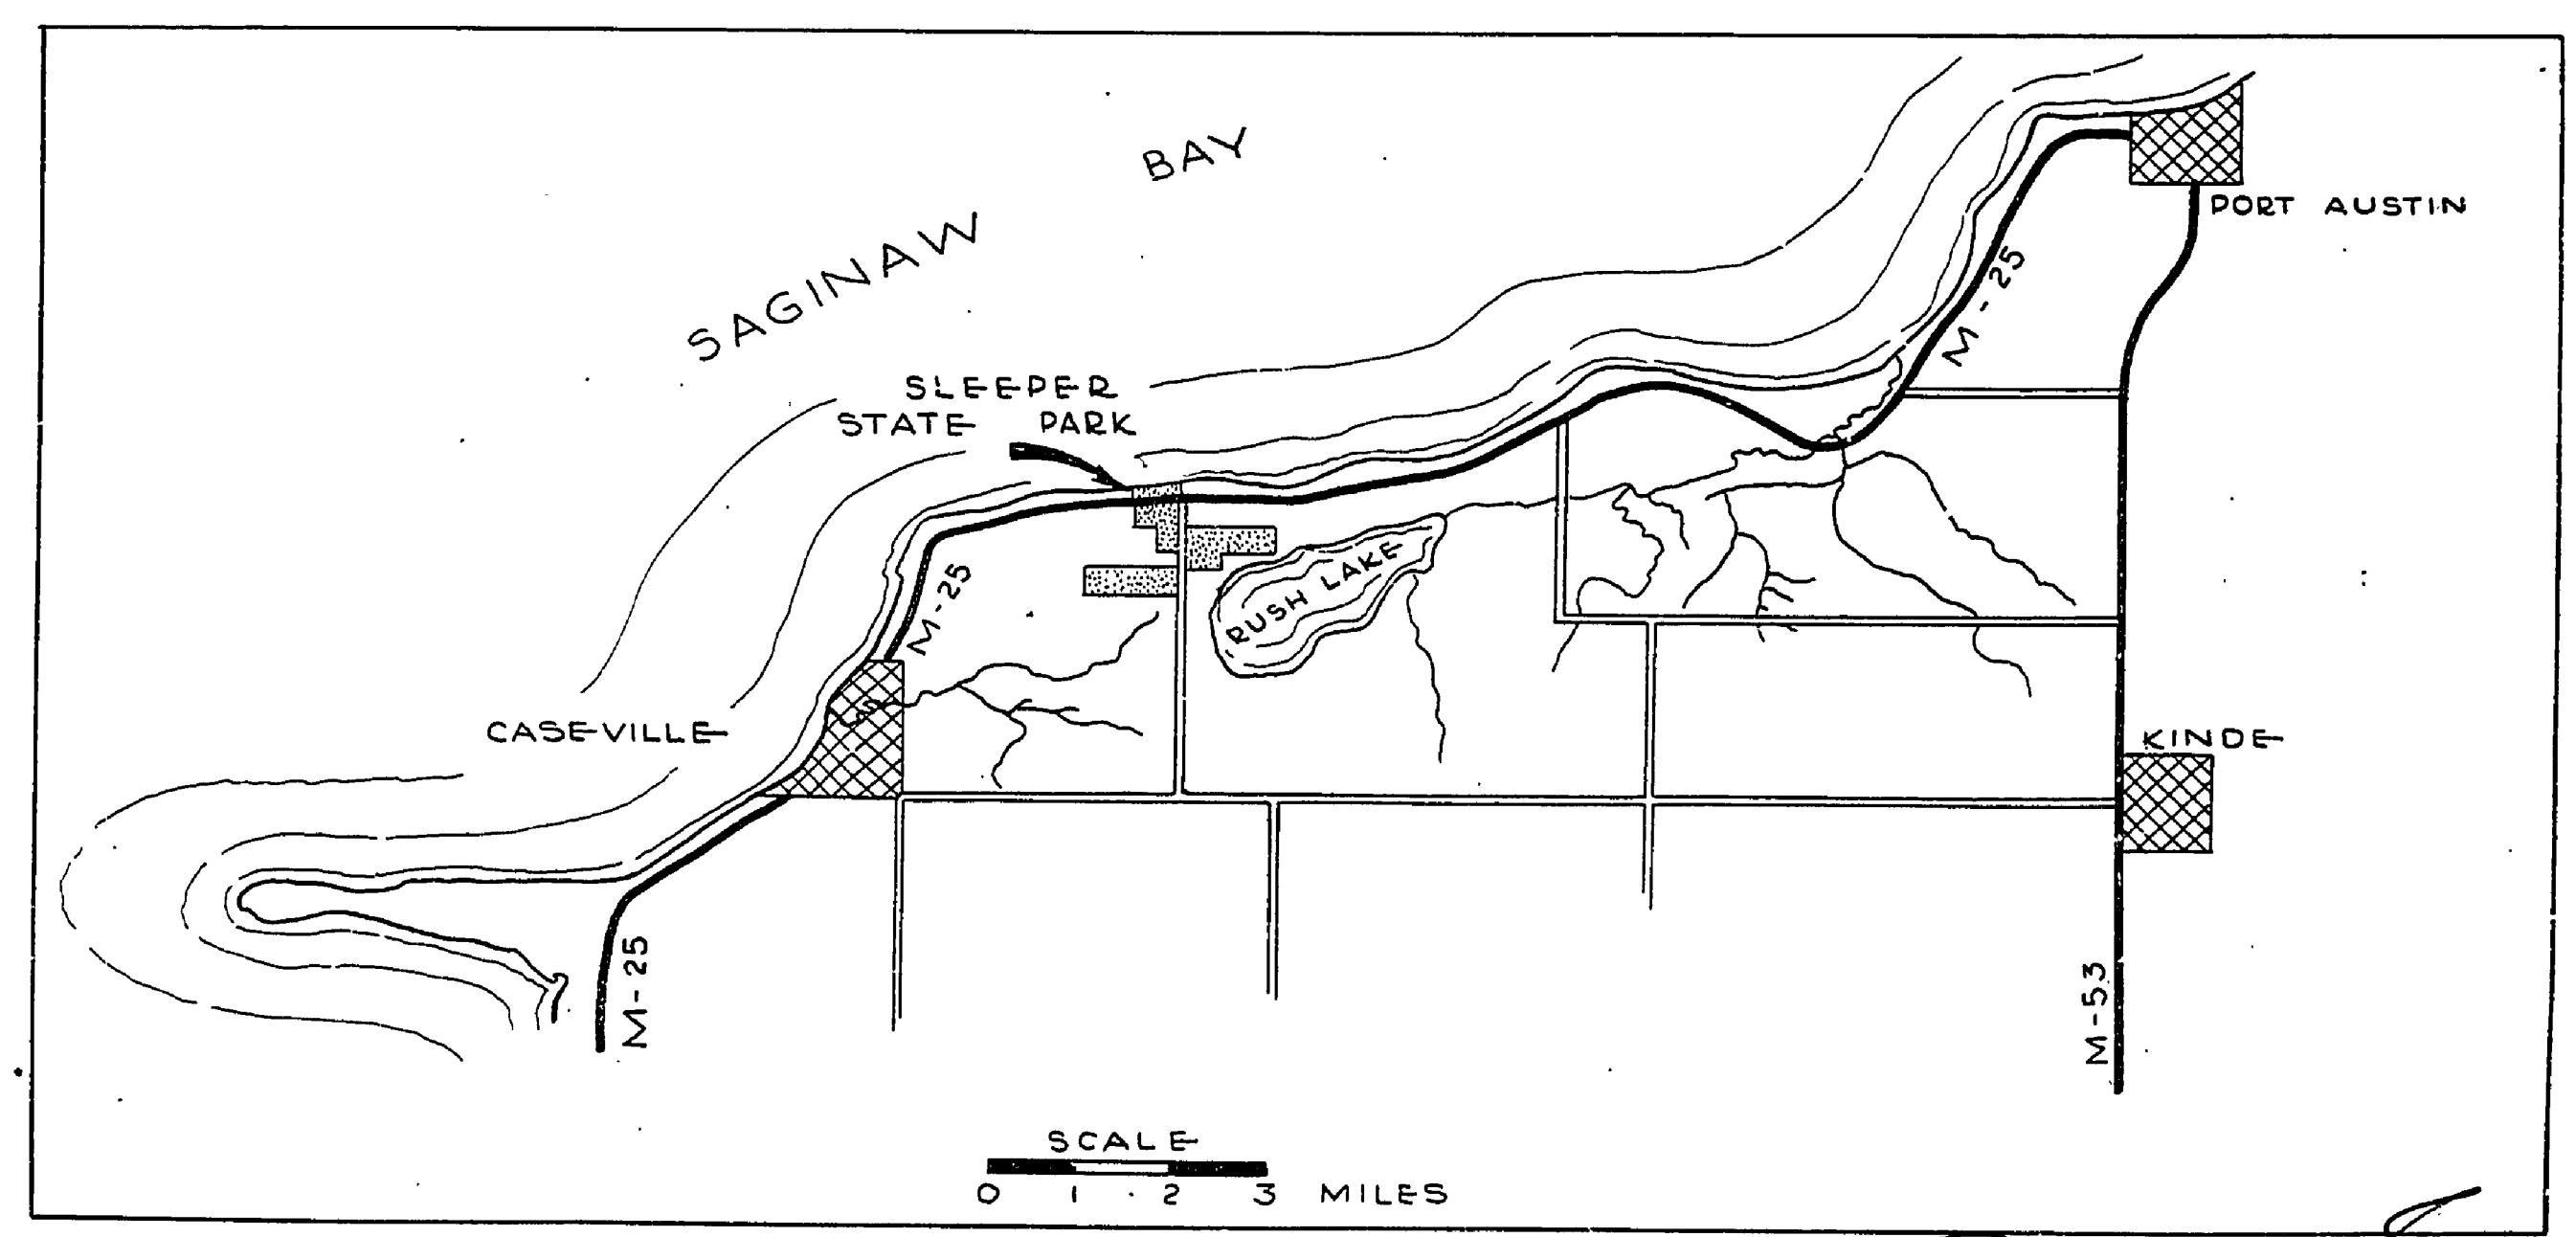 SAGINAW BAY
PORT AUSTIN
M-25
SLEEPER
STATE PARK
M-25
RUSH LAKE
CASEVILLE
KINDE
M-25
M-53
SCALE
0 1 2 3 MILES